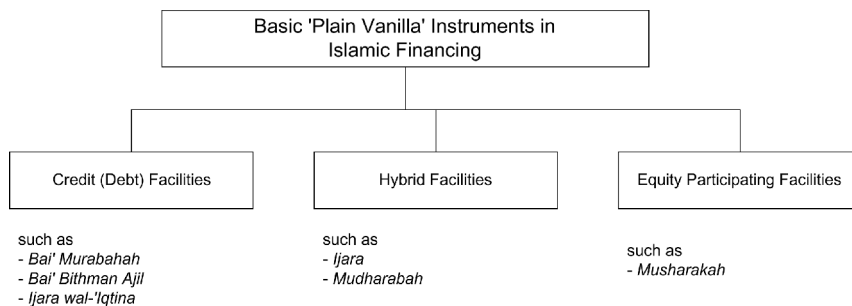 Basic 'Plain Vanilla' Instruments in
Islamic Financing
Credit (Debt) Facilities
Hybrid Facilities
Equity Participating Facilities
such as
- Bai' Murabahah
- Bai' Bithman Ajil
- Ijara wal-'Iqtina
such as
- Ijara
- Mudharabah
such as
- Musharakah